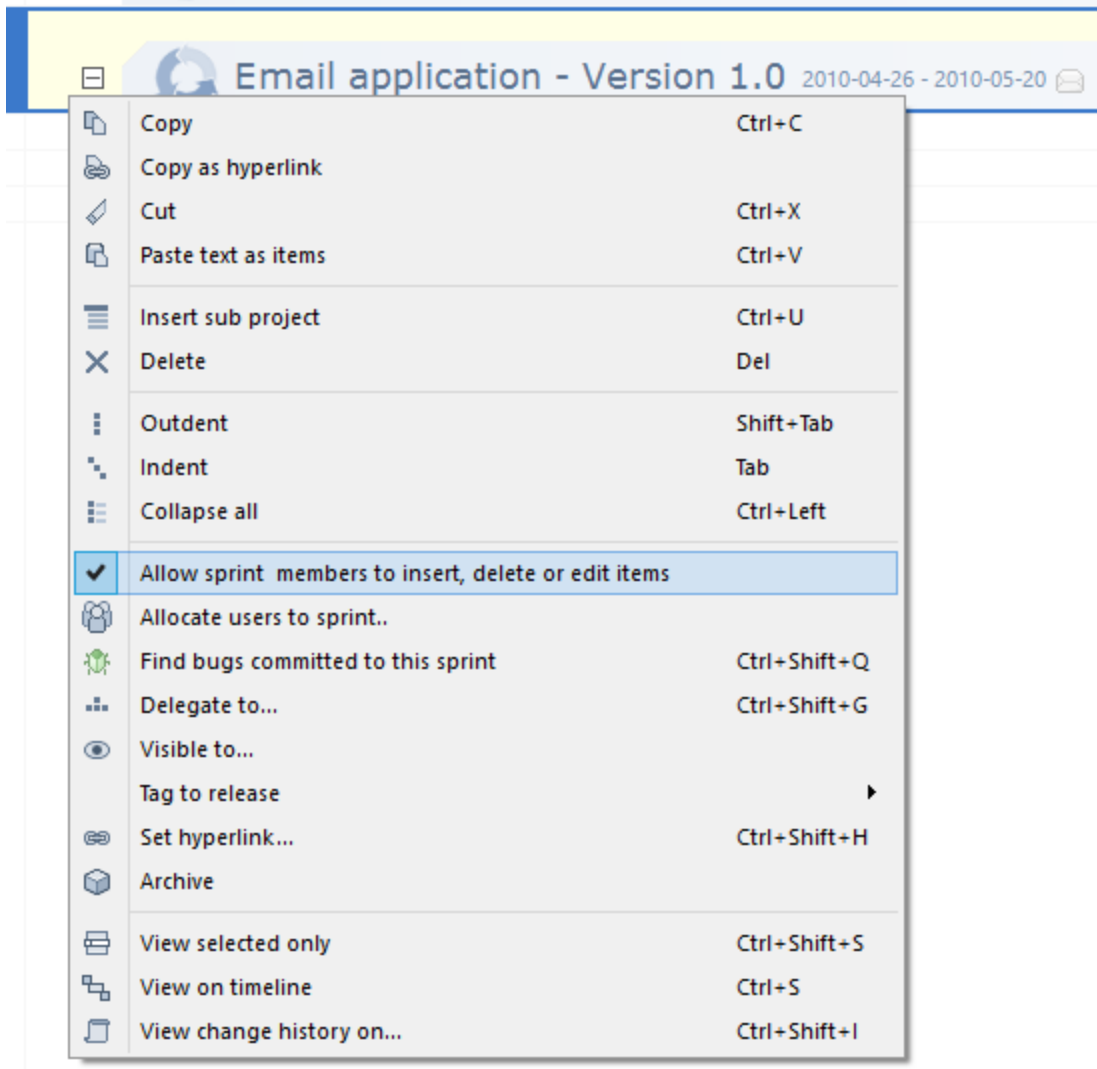 Email application - Version 1.0 2010-04-26 - 2010-05-20
Copy Ctrl+C
Copy as hyperlink
Cut Ctrl+X
Paste text as items Ctrl+V
Insert sub project Ctrl+U
Delete Del
Outdent Shift+Tab
Indent Tab
Collapse all Ctrl+Left
Allow sprint  members to insert, delete or edit items
Allocate users to sprint..
Find bugs committed to this sprint Ctrl+Shift+Q
Delegate to... Ctrl+Shift+G
Visible to...
Tag to release
Set hyperlink... Ctrl+Shift+H
Archive
View selected only Ctrl+Shift+S
View on timeline Ctrl+S
View change history on... Ctrl+Shift+I